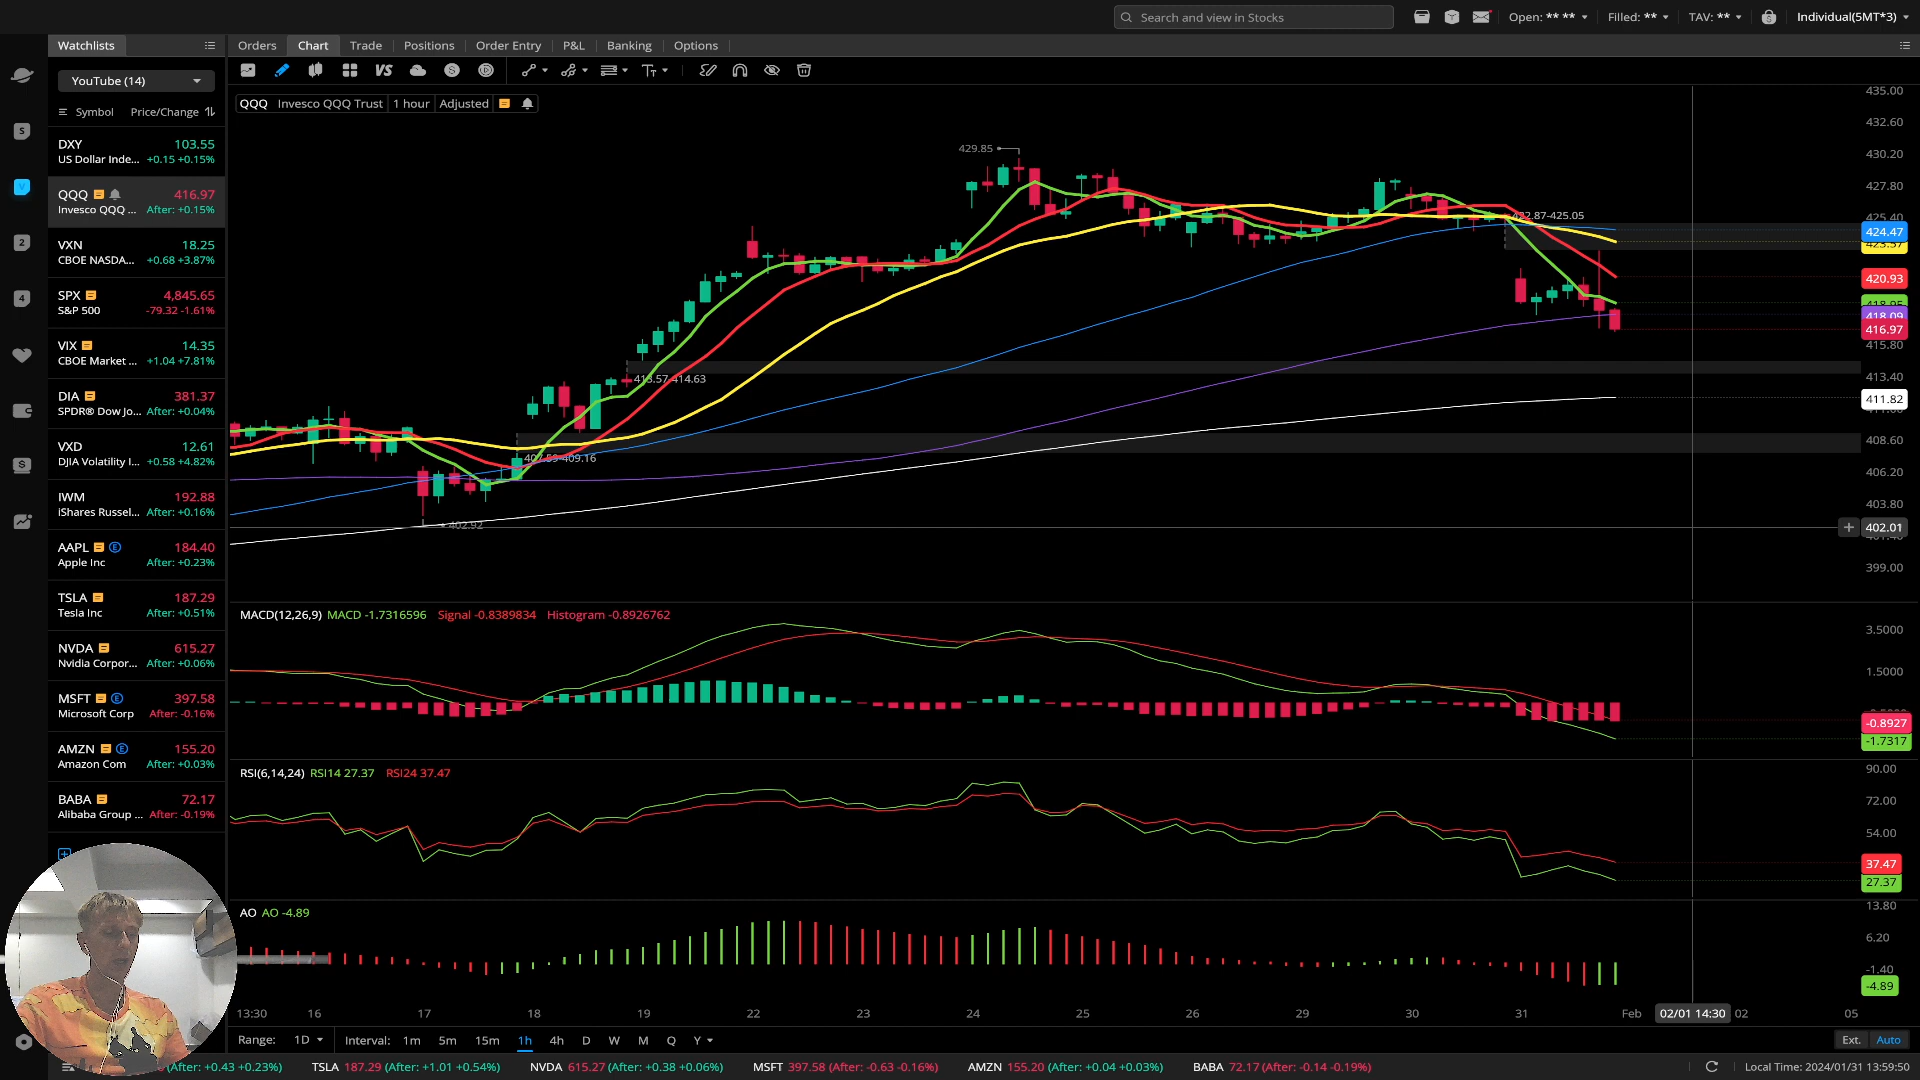 Search and view in Stocks
Open: ** **
Filled: **
TAV: **
Individual(5MT*3)
Watchlists
Orders Chart Trade Positions Order Entry P&L Banking Options
YouTube (14)
VS
Symbol Price/Change
QQQ Invesco QQQ Trust 1 hour Adjusted
DXY 103.55
US Dollar Inde... +0.15 +0.15%
QQQ 416.97
Invesco QQQ ... After: +0.15%
VXN 18.25
CBOE NASDA... +0.68 +3.87%
SPX 4,845.65
S&P 500 -79.32 -1.61%
VIX 14.35
CBOE Market ... +1.04 +7.81%
DIA 381.37
SPDR® Dow Jo... After: +0.04%
VXD 12.61
DJIA Volatility I... +0.58 +4.82%
IWM 192.88
iShares Russel... After: +0.16%
AAPL 184.40
Apple Inc After: +0.23%
TSLA 187.29
Tesla Inc After: +0.51%
NVDA 615.27
Nvidia Corpor... After: +0.06%
MSFT 397.58
Microsoft Corp After: -0.16%
AMZN 155.20
Amazon Com After: +0.03%
BABA 72.17
Alibaba Group ... After: -0.19%
429.85
422.87-425.05
413.57-414.63
407.59-409.16
402.92
435.00
432.60
430.20
427.80
425.40
424.47
420.93
418.09
416.97
415.80
413.40
411.82
408.60
406.20
403.80
402.01
399.00
MACD(12,26,9) MACD -1.7316596 Signal -0.8389834 Histogram -0.8926762
3.5000
1.5000
-0.8927
-1.7317
RSI(6,14,24) RSI14 27.37 RSI24 37.47
90.00
72.00
54.00
37.47
27.37
AO AO -4.89
13.80
6.20
-1.40
-4.89
13:30 16 17 18 19 22 23 24 25 26 29 30 31 Feb 02/01 14:30 02 05
Range: 1D Interval: 1m 5m 15m 1h 4h D W M Q Y
Ext. Auto
(After: +0.43 +0.23%) TSLA 187.29 (After: +1.01 +0.54%) NVDA 615.27 (After: +0.38 +0.06%) MSFT 397.58 (After: -0.63 -0.16%) AMZN 155.20 (After: +0.04 +0.03%) BABA 72.17 (After: -0.14 -0.19%)
Local Time: 2024/01/31 13:59:50